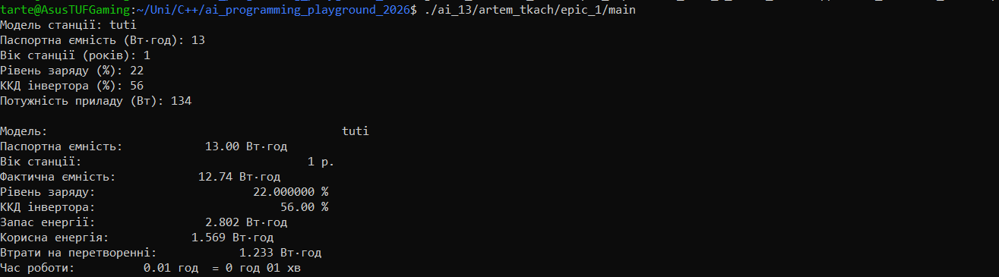 tarte@AsusTUFGaming:~/Uni/C++/ai_programming_playground_2026$ ./ai_13/artem_tkach/epic_1/main
Модель станції: tuti
Паспортна ємність (Вт·год): 13
Вік станції (років): 1
Рівень заряду (%): 22
ККД інвертора (%): 56
Потужність приладу (Вт): 134
Модель: tuti
Паспортна ємність: 13.00 Вт·год
Вік станції: 1 р.
Фактична ємність: 12.74 Вт·год
Рівень заряду: 22.000000 %
ККД інвертора: 56.00 %
Запас енергії: 2.802 Вт·год
Корисна енергія: 1.569 Вт·год
Втрати на перетворенні: 1.233 Вт·год
Час роботи: 0.01 год = 0 год 01 хв